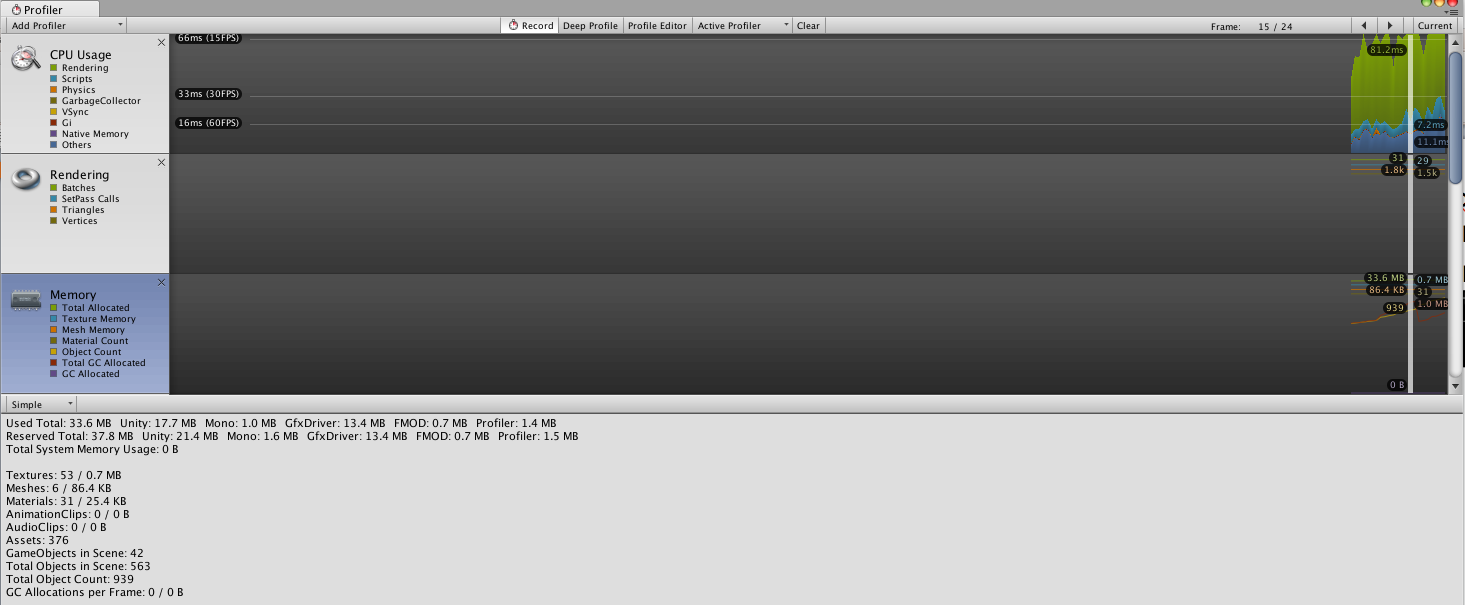 Profiler
Add Profiler
Record
Deep Profile
Profile Editor
Active Profiler
Clear
Frame: 15 / 24
Current
CPU Usage
Rendering
Scripts
Physics
GarbageCollector
VSync
Gi
Native Memory
Others
66ms (15FPS)
33ms (30FPS)
16ms (60FPS)
81.2ms
7.2ms
11.1ms
Rendering
Batches
SetPass Calls
Triangles
Vertices
31
29
1.8k
1.5k
Memory
Total Allocated
Texture Memory
Mesh Memory
Material Count
Object Count
Total GC Allocated
GC Allocated
33.6 MB
0.7 MB
86.4 KB
31
939
1.0 MB
0 B
Simple
Used Total: 33.6 MB Unity: 17.7 MB Mono: 1.0 MB GfxDriver: 13.4 MB FMOD: 0.7 MB Profiler: 1.4 MB
Reserved Total: 37.8 MB Unity: 21.4 MB Mono: 1.6 MB GfxDriver: 13.4 MB FMOD: 0.7 MB Profiler: 1.5 MB
Total System Memory Usage: 0 B
Textures: 53 / 0.7 MB
Meshes: 6 / 86.4 KB
Materials: 31 / 25.4 KB
AnimationClips: 0 / 0 B
AudioClips: 0 / 0 B
Assets: 376
GameObjects in Scene: 42
Total Objects in Scene: 563
Total Object Count: 939
GC Allocations per Frame: 0 / 0 B